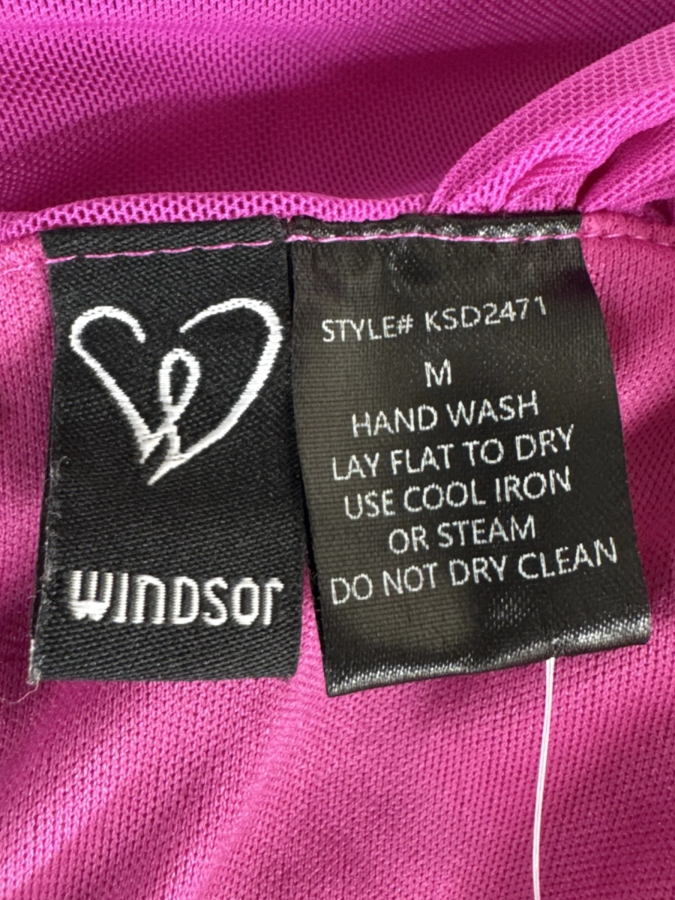 WINDSOR
STYLE# KSD2471
M
HAND WASH
LAY FLAT TO DRY
USE COOL IRON
OR STEAM
DO NOT DRY CLEAN